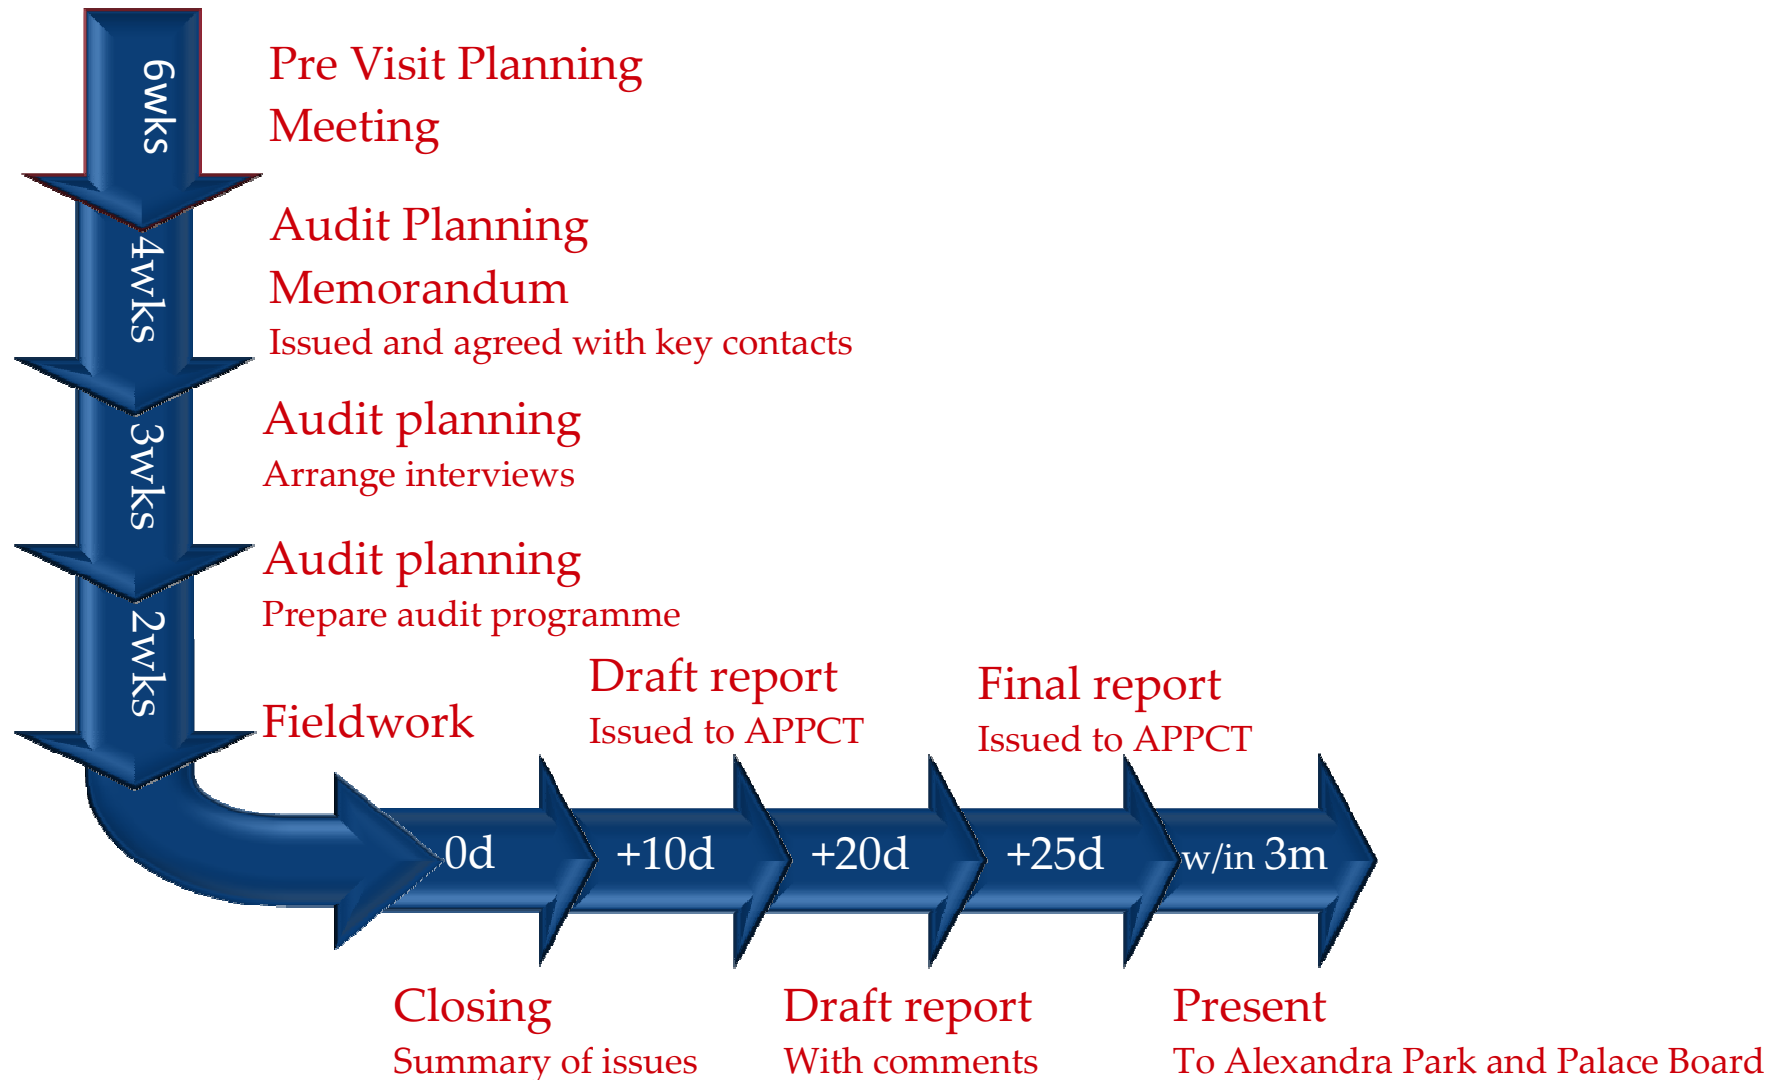 6wks
Pre Visit Planning
Meeting
4wks
Audit Planning
Memorandum
Issued and agreed with key contacts
3wks
Audit planning
Arrange interviews
2wks
Audit planning
Prepare audit programme
Fieldwork
Draft report
Issued to APPCT
Final report
Issued to APPCT
0d
+10d
+20d
+25d
w/in 3m
Closing
Summary of issues
Draft report
With comments
Present
To Alexandra Park and Palace Board